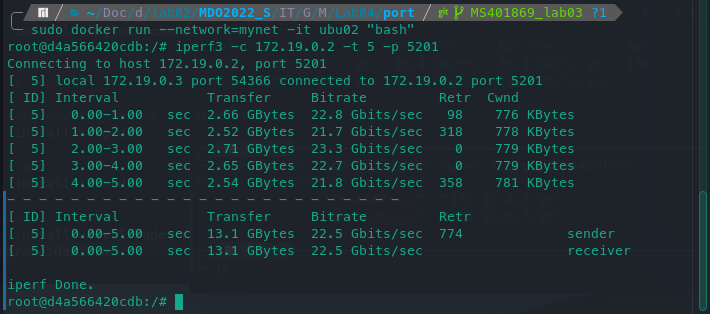 ~/Doc/d/lab02/MDO2022_S/IT/G_M/Lab04/port MS401869_lab03 ?1
sudo docker run --network=mynet -it ubu02 "bash"
root@d4a566420cdb:/# iperf3 -c 172.19.0.2 -t 5 -p 5201
Connecting to host 172.19.0.2, port 5201
[  5] local 172.19.0.3 port 54366 connected to 172.19.0.2 port 5201
[ ID] Interval           Transfer     Bitrate         Retr  Cwnd
[  5]   0.00-1.00   sec  2.66 GBytes  22.8 Gbits/sec   98    776 KBytes
[  5]   1.00-2.00   sec  2.52 GBytes  21.7 Gbits/sec  318    778 KBytes
[  5]   2.00-3.00   sec  2.71 GBytes  23.3 Gbits/sec    0    779 KBytes
[  5]   3.00-4.00   sec  2.65 GBytes  22.7 Gbits/sec    0    779 KBytes
[  5]   4.00-5.00   sec  2.54 GBytes  21.8 Gbits/sec  358    781 KBytes
- - - - - - - - - - - - - - - - - - - - - - - - -
[ ID] Interval           Transfer     Bitrate         Retr
[  5]   0.00-5.00   sec  13.1 GBytes  22.5 Gbits/sec  774             sender
[  5]   0.00-5.00   sec  13.1 GBytes  22.5 Gbits/sec                  receiver
iperf Done.
root@d4a566420cdb:/#